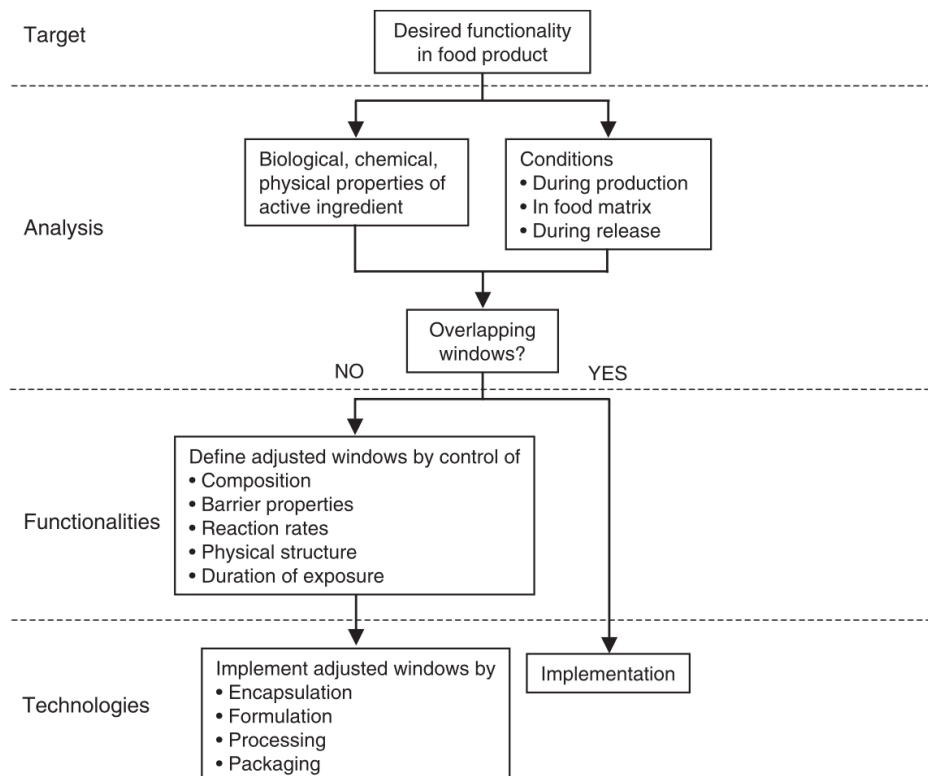 Target
Desired functionality
in food product
Analysis
Biological, chemical,
physical properties of
active ingredient
Conditions
• During production
• In food matrix
• During release
Overlapping
windows?
NO
YES
Functionalities
Define adjusted windows by control of
• Composition
• Barrier properties
• Reaction rates
• Physical structure
• Duration of exposure
Technologies
Implement adjusted windows by
• Encapsulation
• Formulation
• Processing
• Packaging
Implementation